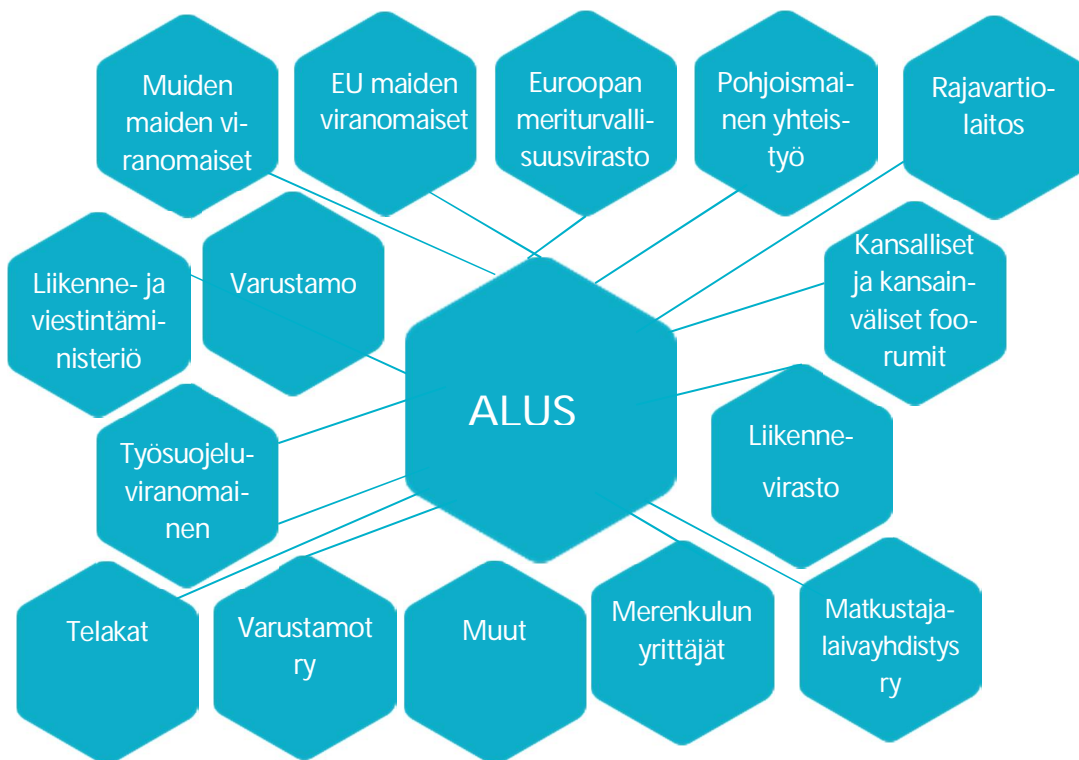 Muiden
maiden vi-
ranomaiset
EU maiden
viranomaiset
Euroopan
meriturvalli-
suusvirasto
Pohjoismai-
nen yhteis-
työ
Rajavartio-
laitos
Liikenne- ja
viestintämi-
nisteriö
Varustamo
Kansalliset
ja kansain-
väliset foo-
rumit
ALUS
Työsuojelu-
viranomai-
nen
Liikenne-
virasto
Telakat
Varustamot
ry
Muut
Merenkulun
yrittäjät
Matkustaja-
laivayhdistys
ry